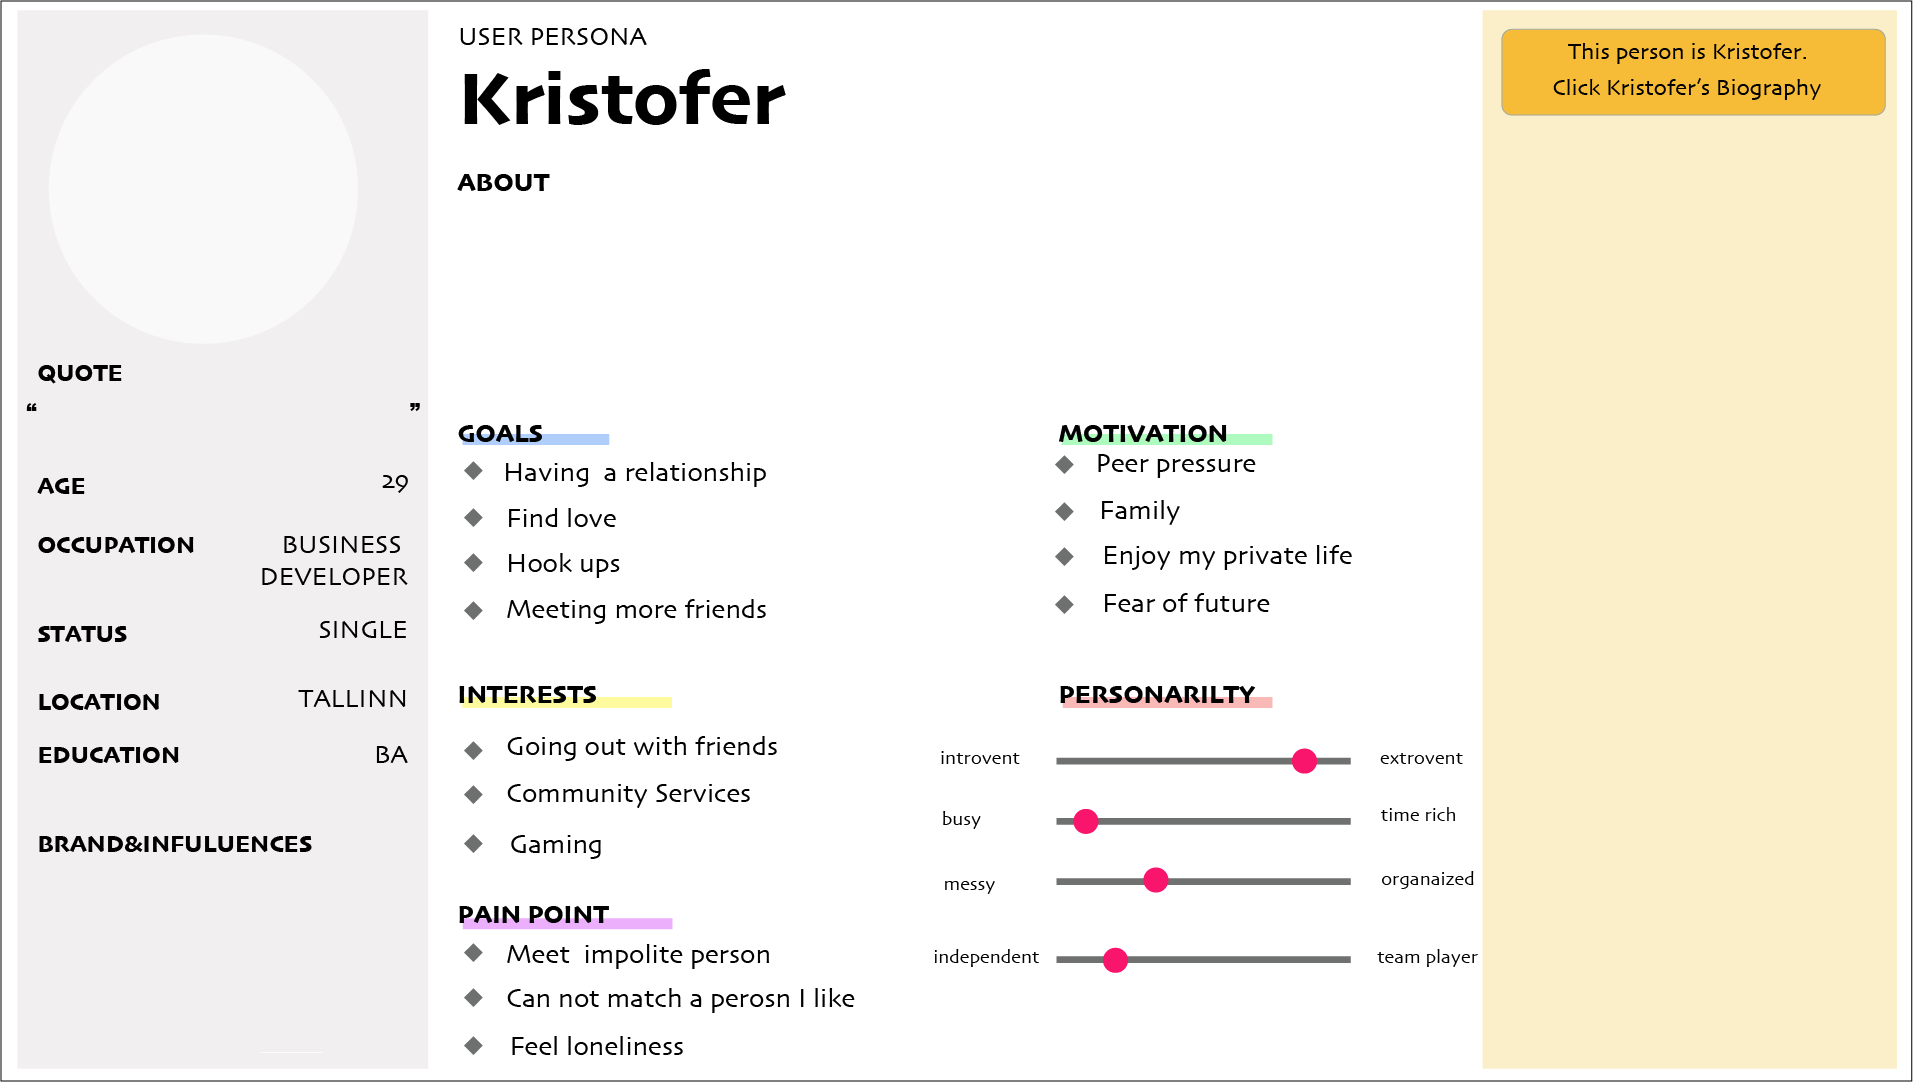 USER PERSONA
Kristofer
ABOUT
QUOTE
“ ”
AGE 29
OCCUPATION BUSINESS
DEVELOPER
STATUS SINGLE
LOCATION TALLINN
EDUCATION BA
BRAND&INFULUENCES
GOALS
Having a relationship
Find love
Hook ups
Meeting more friends
MOTIVATION
Peer pressure
Family
Enjoy my private life
Fear of future
INTERESTS
Going out with friends
Community Services
Gaming
PERSONARILTY
introvent extrovent
busy time rich
messy organaized
independent team player
PAIN POINT
Meet impolite person
Can not match a perosn I like
Feel loneliness
This person is Kristofer.
Click Kristofer’s Biography